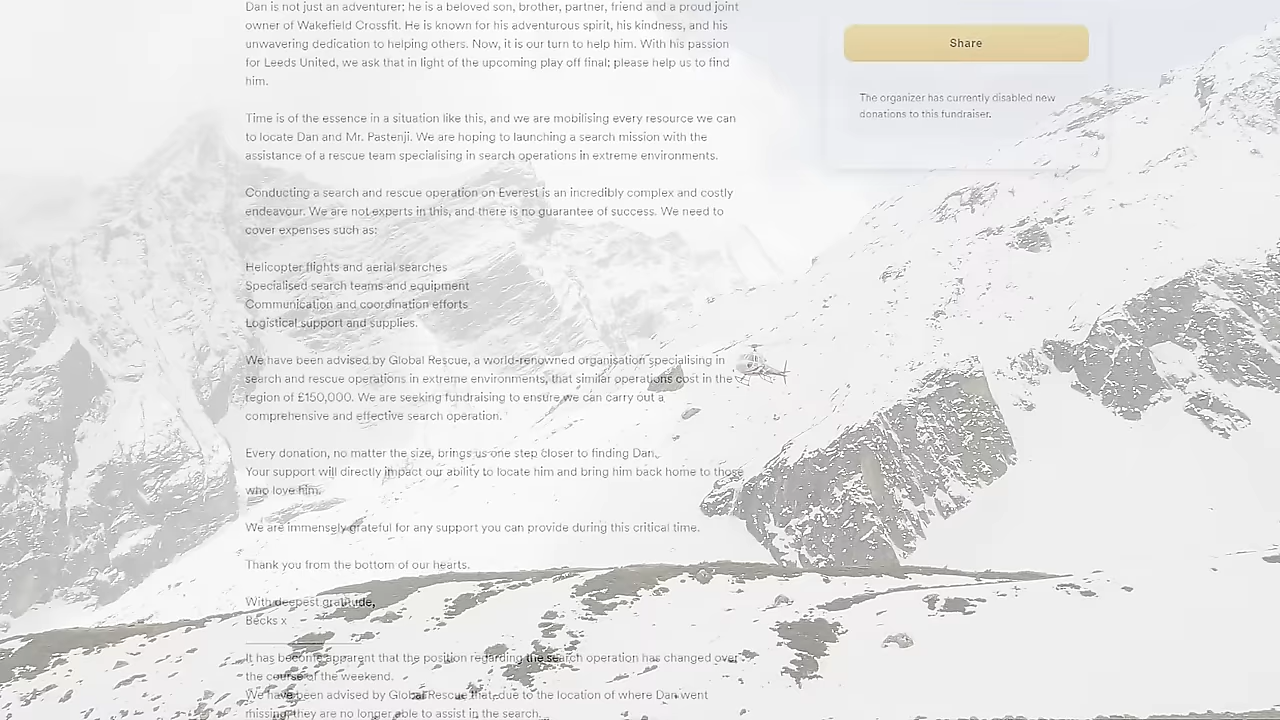 Dan is not just an adventurer; he is a beloved son, brother, partner, friend and a proud joint
owner of Wakefield Crossfit. He is known for his adventurous spirit, his kindness, and his
unwavering dedication to helping others. Now, it is our turn to help him. With his passion
for Leeds United, we ask that in light of the upcoming play off final; please help us to find
him.
Time is of the essence in a situation like this, and we are mobilising every resource we can
to locate Dan and Mr. Pastenji. We are hoping to launching a search mission with the
assistance of a rescue team specialising in search operations in extreme environments.
Conducting a search and rescue operation on Everest is an incredibly complex and costly
endeavour. We are not experts in this, and there is no guarantee of success. We need to
cover expenses such as:
Helicopter flights and aerial searches
Specialised search teams and equipment
Communication and coordination efforts
Logistical support and supplies.
We have been advised by Global Rescue, a world-renowned organisation specialising in
search and rescue operations in extreme environments, that similar operations cost in the
region of £150,000. We are seeking fundraising to ensure we can carry out a
comprehensive and effective search operation.
Every donation, no matter the size, brings us one step closer to finding Dan.
Your support will directly impact our ability to locate him and bring him back home to those
who love him.
We are immensely grateful for any support you can provide during this critical time.
Thank you from the bottom of our hearts.
With deepest gratitude,
Becks x
It has become apparent that the position regarding the search operation has changed over
the course of the weekend.
We have been advised by Global Rescue that, due to the location of where Dan went
missing, they are no longer able to assist in the search.
Share
The organizer has currently disabled new
donations to this fundraiser.